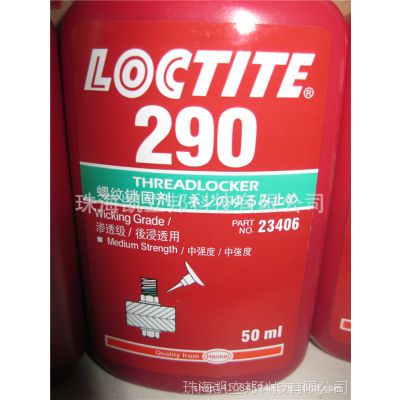 LOCTITE®
290
THREADLOCKER
螺纹锁固剂/ネジのゆるみ止め
Wicking Grade /
渗透级/後浸透用
PART NO. 23406
■ Medium Strength / 中强度/中強度
50 ml
Quality from Henkel